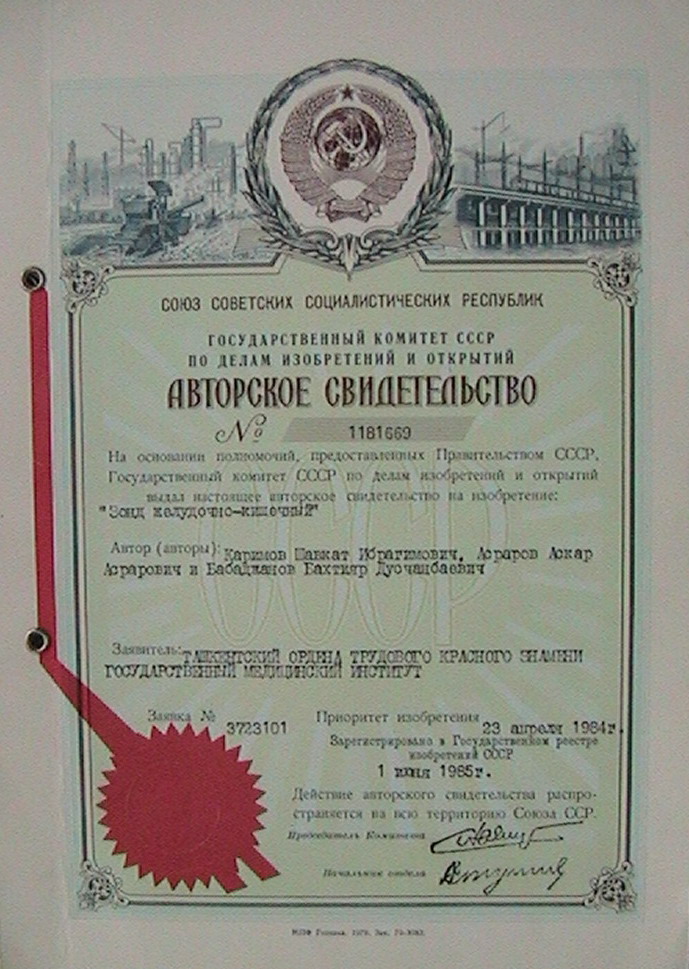 СОЮЗ СОВЕТСКИХ СОЦИАЛИСТИЧЕСКИХ РЕСПУБЛИК
ГОСУДАРСТВЕННЫЙ КОМИТЕТ СССР
ПО ДЕЛАМ ИЗОБРЕТЕНИЙ И ОТКРЫТИЙ
АВТОРСКОЕ СВИДЕТЕЛЬСТВО
№ 1181669
На основании полномочий, предоставленных Правительством СССР,
Государственный комитет СССР по делам изобретений и открытий
выдал настоящее авторское свидетельство на изобретение:
"Зонд желудочно-кишечный"
Автор (авторы): Каримов Шавкат Ибрагимович, Асраров Аскар
Асрарович и Бабаджанов Бахтияр Дусчанбаевич
Заявитель: ТАШКЕНТСКИЙ ОРДЕНА ТРУДОВОГО КРАСНОГО ЗНАМЕНИ
ГОСУДАРСТВЕННЫЙ МЕДИЦИНСКИЙ ИНСТИТУТ
Заявка № 3723101 Приоритет изобретения 23 апреля 1984г.
Зарегистрировано в Государственном реестре
изобретений СССР
1 июня 1985г.
Действие авторского свидетельства распро-
страняется на всю территорию Союза ССР.
Председатель Комитета
Начальник отдела